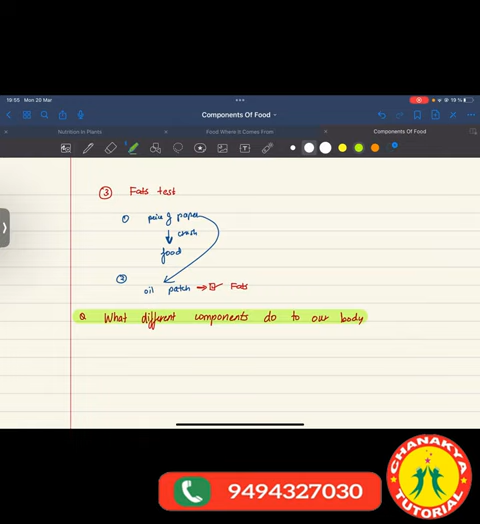 19:55 Mon 20 Mar
19%
Components Of Food
Nutrition in Plants
Food Where It Comes From
Components Of Food
③ Fats test
① peice of paper
crush
food
② oil patch → Fats
Q What different components do to our body
9494327030
CHANAKYA
TUTORIAL